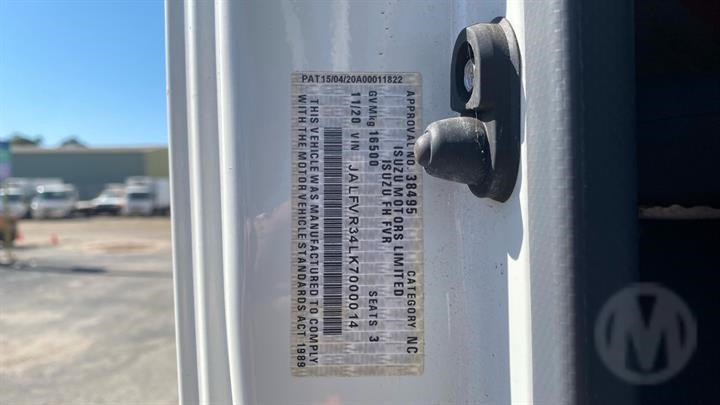 PAT15/04/20A00011822
APPROVAL NO. 38495 CATEGORY NC
ISUZU MOTORS LIMITED
ISUZU FH FVR
GVM kg 16500 SEATS 3
11/20 VIN JALFVR34LK7000014
THIS VEHICLE WAS MANUFACTURED TO COMPLY
WITH THE MOTOR VEHICLE STANDARDS ACT 1989
M